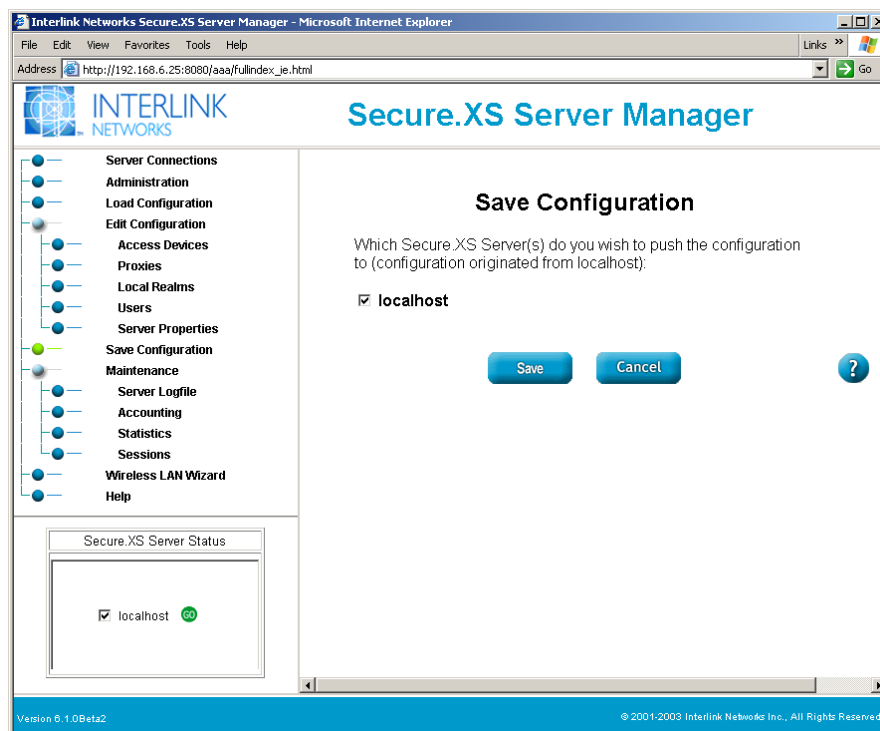 Interlink Networks Secure.XS Server Manager - Microsoft Internet Explorer
File Edit View Favorites Tools Help
Links »
Address http://192.168.6.25:8080/aaa/fullindex_ie.html
Go
INTERLINK
NETWORKS
Secure.XS Server Manager
Server Connections
Administration
Load Configuration
Edit Configuration
Access Devices
Proxies
Local Realms
Users
Server Properties
Save Configuration
Maintenance
Server Logfile
Accounting
Statistics
Sessions
Wireless LAN Wizard
Help
Save Configuration
Which Secure.XS Server(s) do you wish to push the configuration
to (configuration originated from localhost):
localhost
Save Cancel
?
Secure.XS Server Status
localhost GO
Version 6.1.0Beta2
© 2001-2003 Interlink Networks Inc., All Rights Reserved